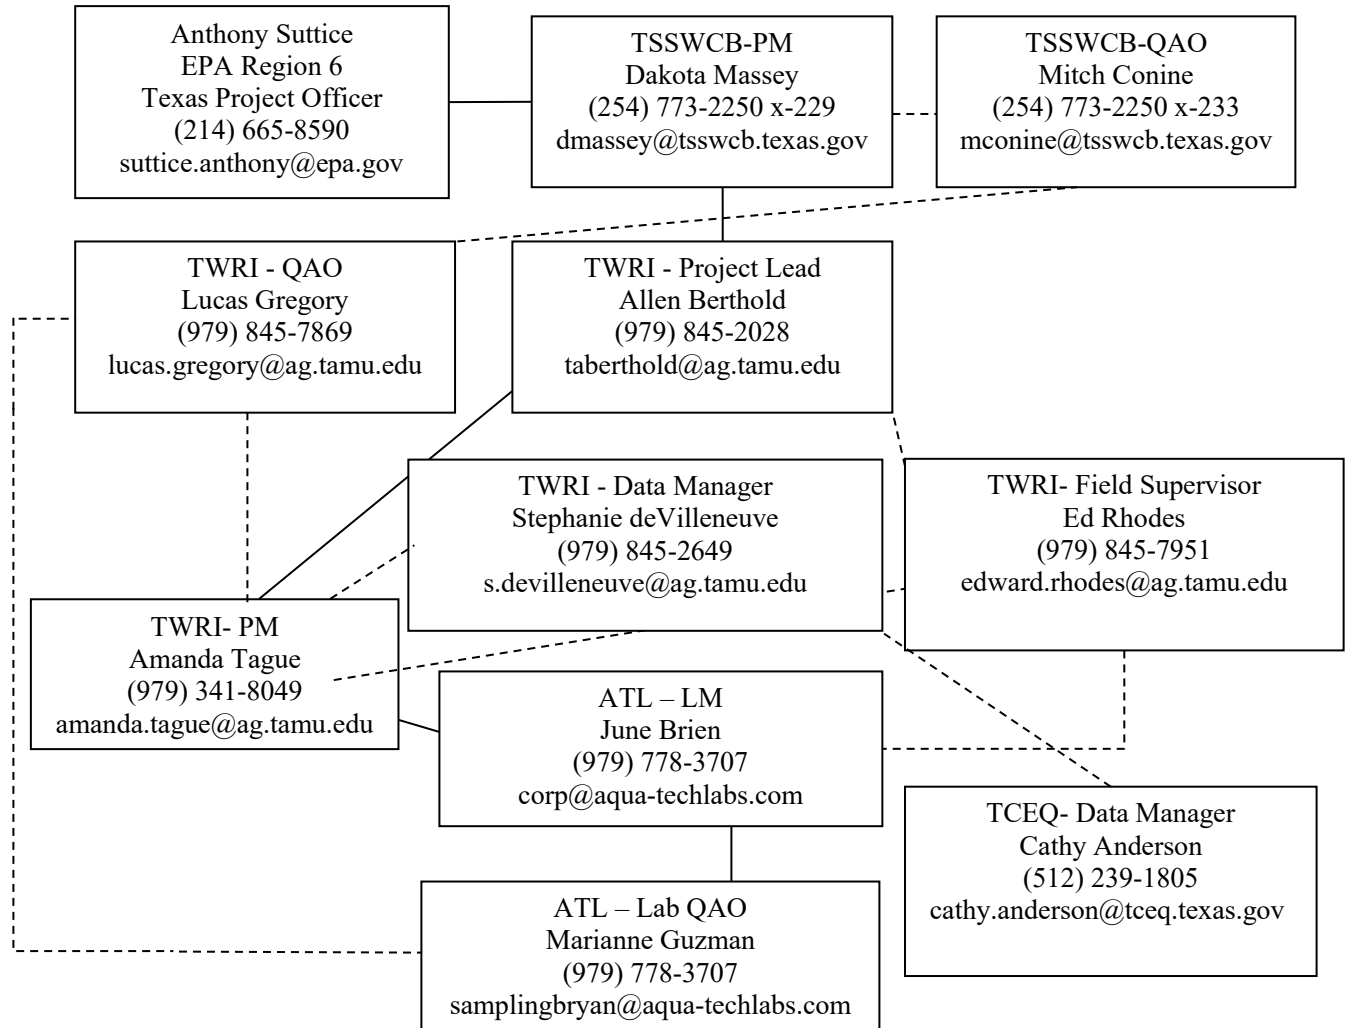 Anthony Suttice
EPA Region 6
Texas Project Officer
(214) 665-8590
suttice.anthony@epa.gov
TSSWCB-PM
Dakota Massey
(254) 773-2250 x-229
dmassey@tsswcb.texas.gov
TSSWCB-QAO
Mitch Conine
(254) 773-2250 x-233
mconine@tsswcb.texas.gov
TWRI - QAO
Lucas Gregory
(979) 845-7869
lucas.gregory@ag.tamu.edu
TWRI - Project Lead
Allen Berthold
(979) 845-2028
taberthold@ag.tamu.edu
TWRI - Data Manager
Stephanie deVilleneuve
(979) 845-2649
s.devilleneuve@ag.tamu.edu
TWRI- Field Supervisor
Ed Rhodes
(979) 845-7951
edward.rhodes@ag.tamu.edu
TWRI- PM
Amanda Tague
(979) 341-8049
amanda.tague@ag.tamu.edu
ATL – LM
June Brien
(979) 778-3707
corp@aqua-techlabs.com
TCEQ- Data Manager
Cathy Anderson
(512) 239-1805
cathy.anderson@tceq.texas.gov
ATL – Lab QAO
Marianne Guzman
(979) 778-3707
samplingbryan@aqua-techlabs.com